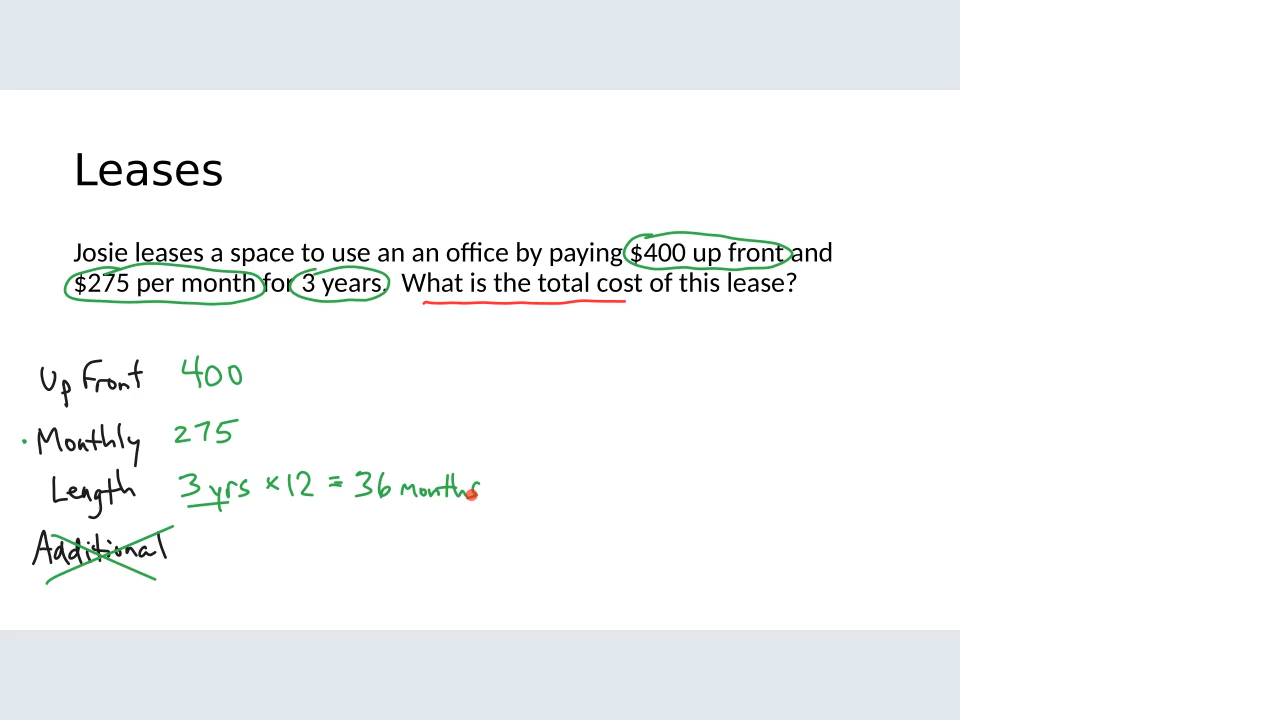 Leases
Josie leases a space to use an an office by paying $400 up front and
$275 per month for 3 years. What is the total cost of this lease?
Up Front 400
Monthly 275
Length 3 yrs × 12 = 36 months
Additional